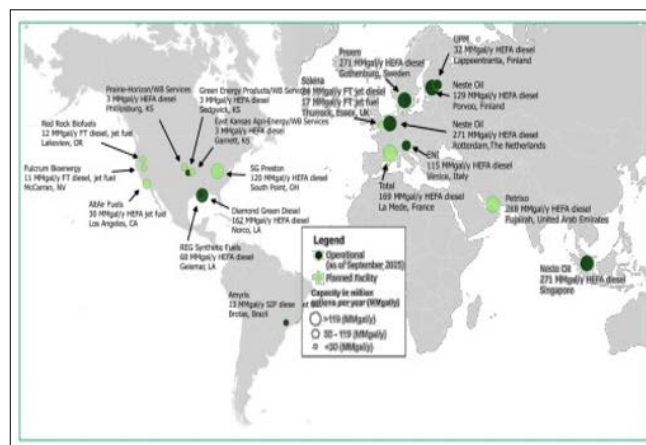 Preem
271 MMgal/y HEFA diesel
Gothenburg, Sweden
UPM
32 MMgal/y HEFA diesel
Lappeenranta, Finland
Neste Oil
129 MMgal/y HEFA diesel
Porvoo, Finland
Solena
MMgal/y FT jet diesel
17 MMgal/y FT jet fuel
Thurrock, Essex, UK
Neste Oil
271 MMgal/y HEFA diesel
Rotterdam,The Netherlands
ENI
115 MMgal/y HEFA diesel
Venice, Italy
Total
169 MMgal/y HEFA diesel
La Mede, France
Petrixo
288 MMgal/y HEFA diesel
Fujairah, United Arab Emirates
Neste Oil
271 MMgal/y HEFA diesel
Singapore
Prairie-Horizon/WB Services
3 MMgal/y HEFA diesel
Phillipsburg, KS
Green Energy Products/WB Services
3 MMgal/y HEFA diesel
Sedgwick, KS
East Kansas Agri-Energy/WB Services
3 MMgal/y HEFA diesel
Garnett, KS
Red Rock Biofuels
12 MMgal/y FT diesel, jet fuel
Lakeview, OR
Fulcrum Bioenergy
11 MMgal/y FT diesel, jet fuel
McCarran, NV
AltAir Fuels
30 MMgal/y HEFA jet fuel
Los Angeles, CA
SG Preston
120 MMgal/y HEFA diesel
South Point, OH
Diamond Green Diesel
162 MMgal/y HEFA diesel
Norco, LA
REG Synthetic Fuels
68 MMgal/y HEFA diesel
Geismar, LA
Amyris
13 MMgal/y SIP diesel
Brotas, Brazil
Legend
Operational
(as of September 2015)
Planned Facility
Capacity in million
gallons per year (MMgal/y)
>119 (MMgal/y)
30 - 119 (MMgal/y)
<30 (MMgal/y)